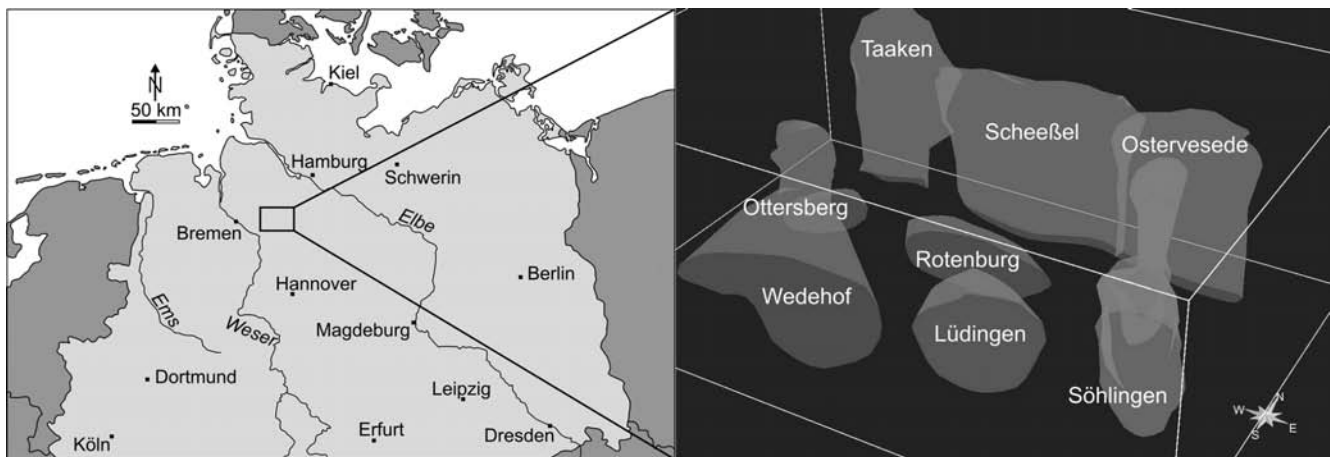 Kiel
N
50 km°
Hamburg
Schwerin
Bremen
Elbe
Berlin
Hannover
Ems
Weser
Magdeburg
Dortmund
Leipzig
Köln
Erfurt
Dresden
Taaken
Scheeßel
Ostervesede
Ottersberg
Rotenburg
Wedehof
Lüdingen
Söhlingen
N
W
E
S